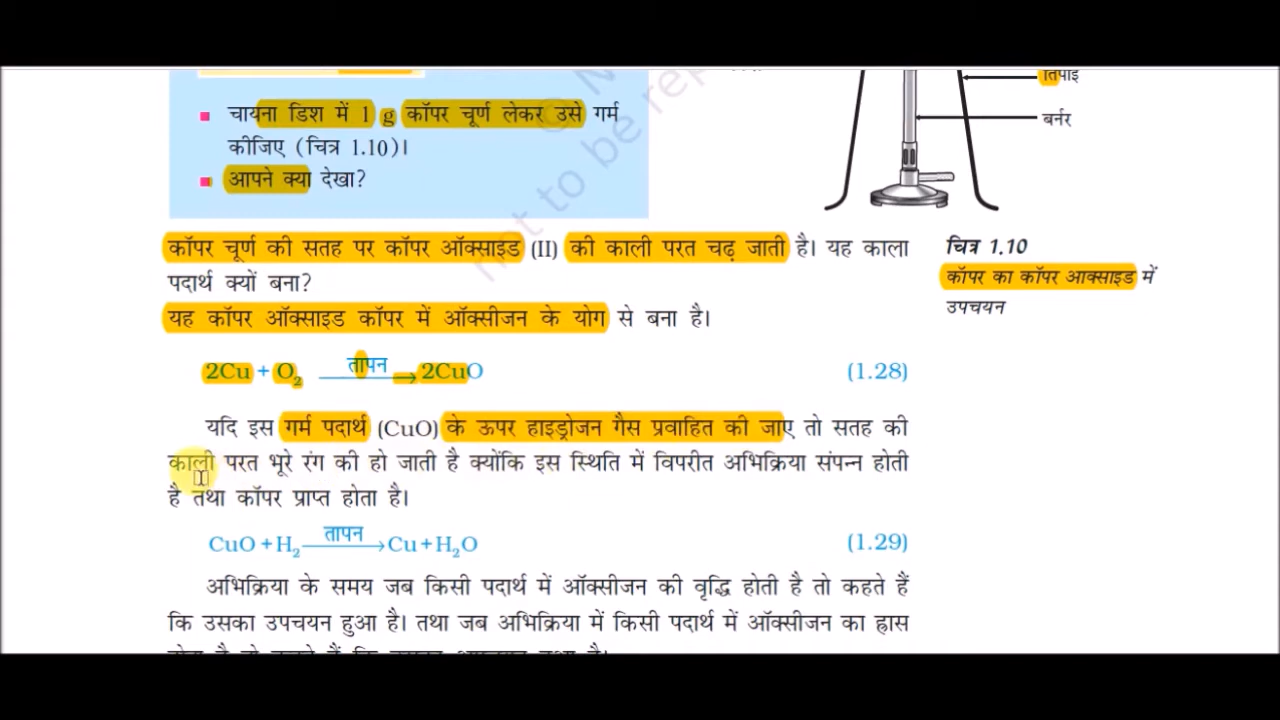 चायना डिश में 1 g कॉपर चूर्ण लेकर उसे गर्म
कीजिए (चित्र 1.10)।
आपने क्या देखा?
तिपाई
बर्नर
कॉपर चूर्ण की सतह पर कॉपर ऑक्साइड (II) की काली परत चढ़ जाती है। यह काला
पदार्थ क्यों बना?
यह कॉपर ऑक्साइड कॉपर में ऑक्सीजन के योग से बना है।
चित्र 1.10
कॉपर का कॉपर आक्साइड में
उपचयन
2Cu + O₂ तापन → 2CuO (1.28)
यदि इस गर्म पदार्थ (CuO) के ऊपर हाइड्रोजन गैस प्रवाहित की जाए तो सतह की
काली परत भूरे रंग की हो जाती है क्योंकि इस स्थिति में विपरीत अभिक्रिया संपन्न होती
है तथा कॉपर प्राप्त होता है।
CuO + H₂ तापन → Cu + H₂O (1.29)
अभिक्रिया के समय जब किसी पदार्थ में ऑक्सीजन की वृद्धि होती है तो कहते हैं
कि उसका उपचयन हुआ है। तथा जब अभिक्रिया में किसी पदार्थ में ऑक्सीजन का ह्रास
not to be rep